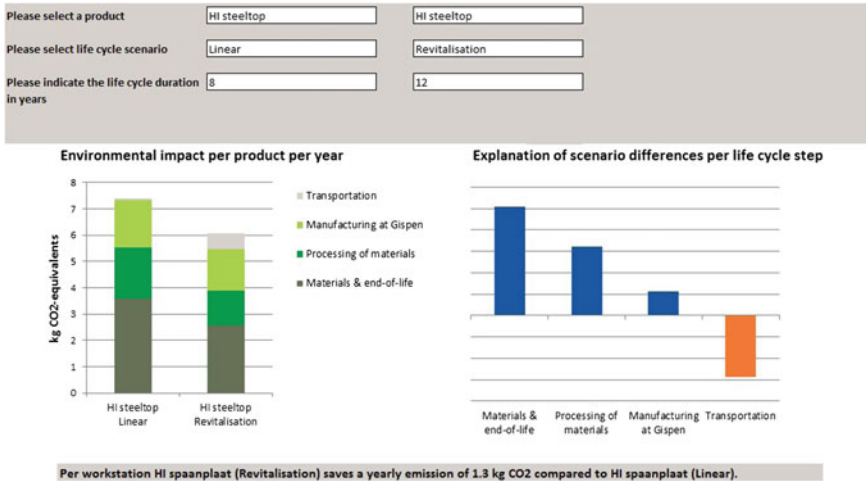 Please select a product HI steeltop HI steeltop
Please select life cycle scenario Linear Revitalisation
Please indicate the life cycle duration 8 12
in years
Environmental impact per product per year
8
7
6
5
4
3
2
1
0
kg CO2-equivalents
HI steeltop
Linear
HI steeltop
Revitalisation
Transportation
Manufacturing at Gispen
Processing of materials
Materials & end-of-life
Explanation of scenario differences per life cycle step
Materials &
end-of-life
Processing of
materials
Manufacturing
at Gispen
Transportation
Per workstation HI spaanplaat (Revitalisation) saves a yearly emission of 1.3 kg CO2 compared to HI spaanplaat (Linear).